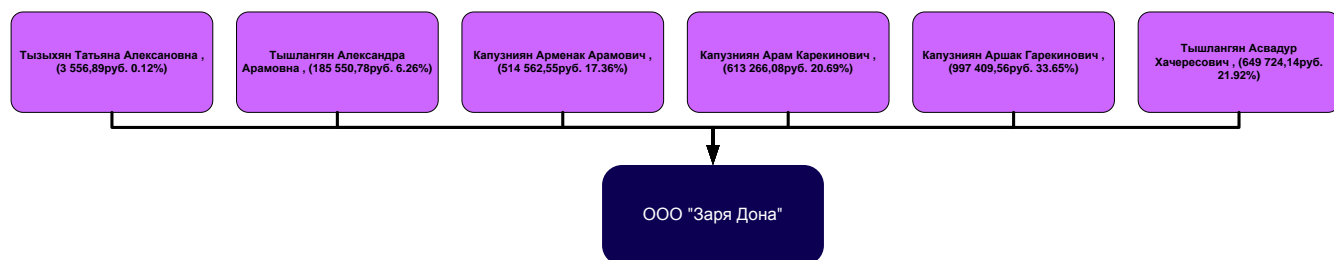 Тызыхян Татьяна Алексановна ,
(3 556,89руб. 0.12%)
Тышлангян Александра
Арамовна , (185 550,78руб. 6.26%)
Капузниян Арменак Арамович ,
(514 562,55руб. 17.36%)
Капузниян Арам Карекинович ,
(613 266,08руб. 20.69%)
Капузниян Аршак Гарекинович ,
(997 409,56руб. 33.65%)
Тышлангян Асвадур
Хачересович , (649 724,14руб.
21.92%)
ООО "Заря Дона"